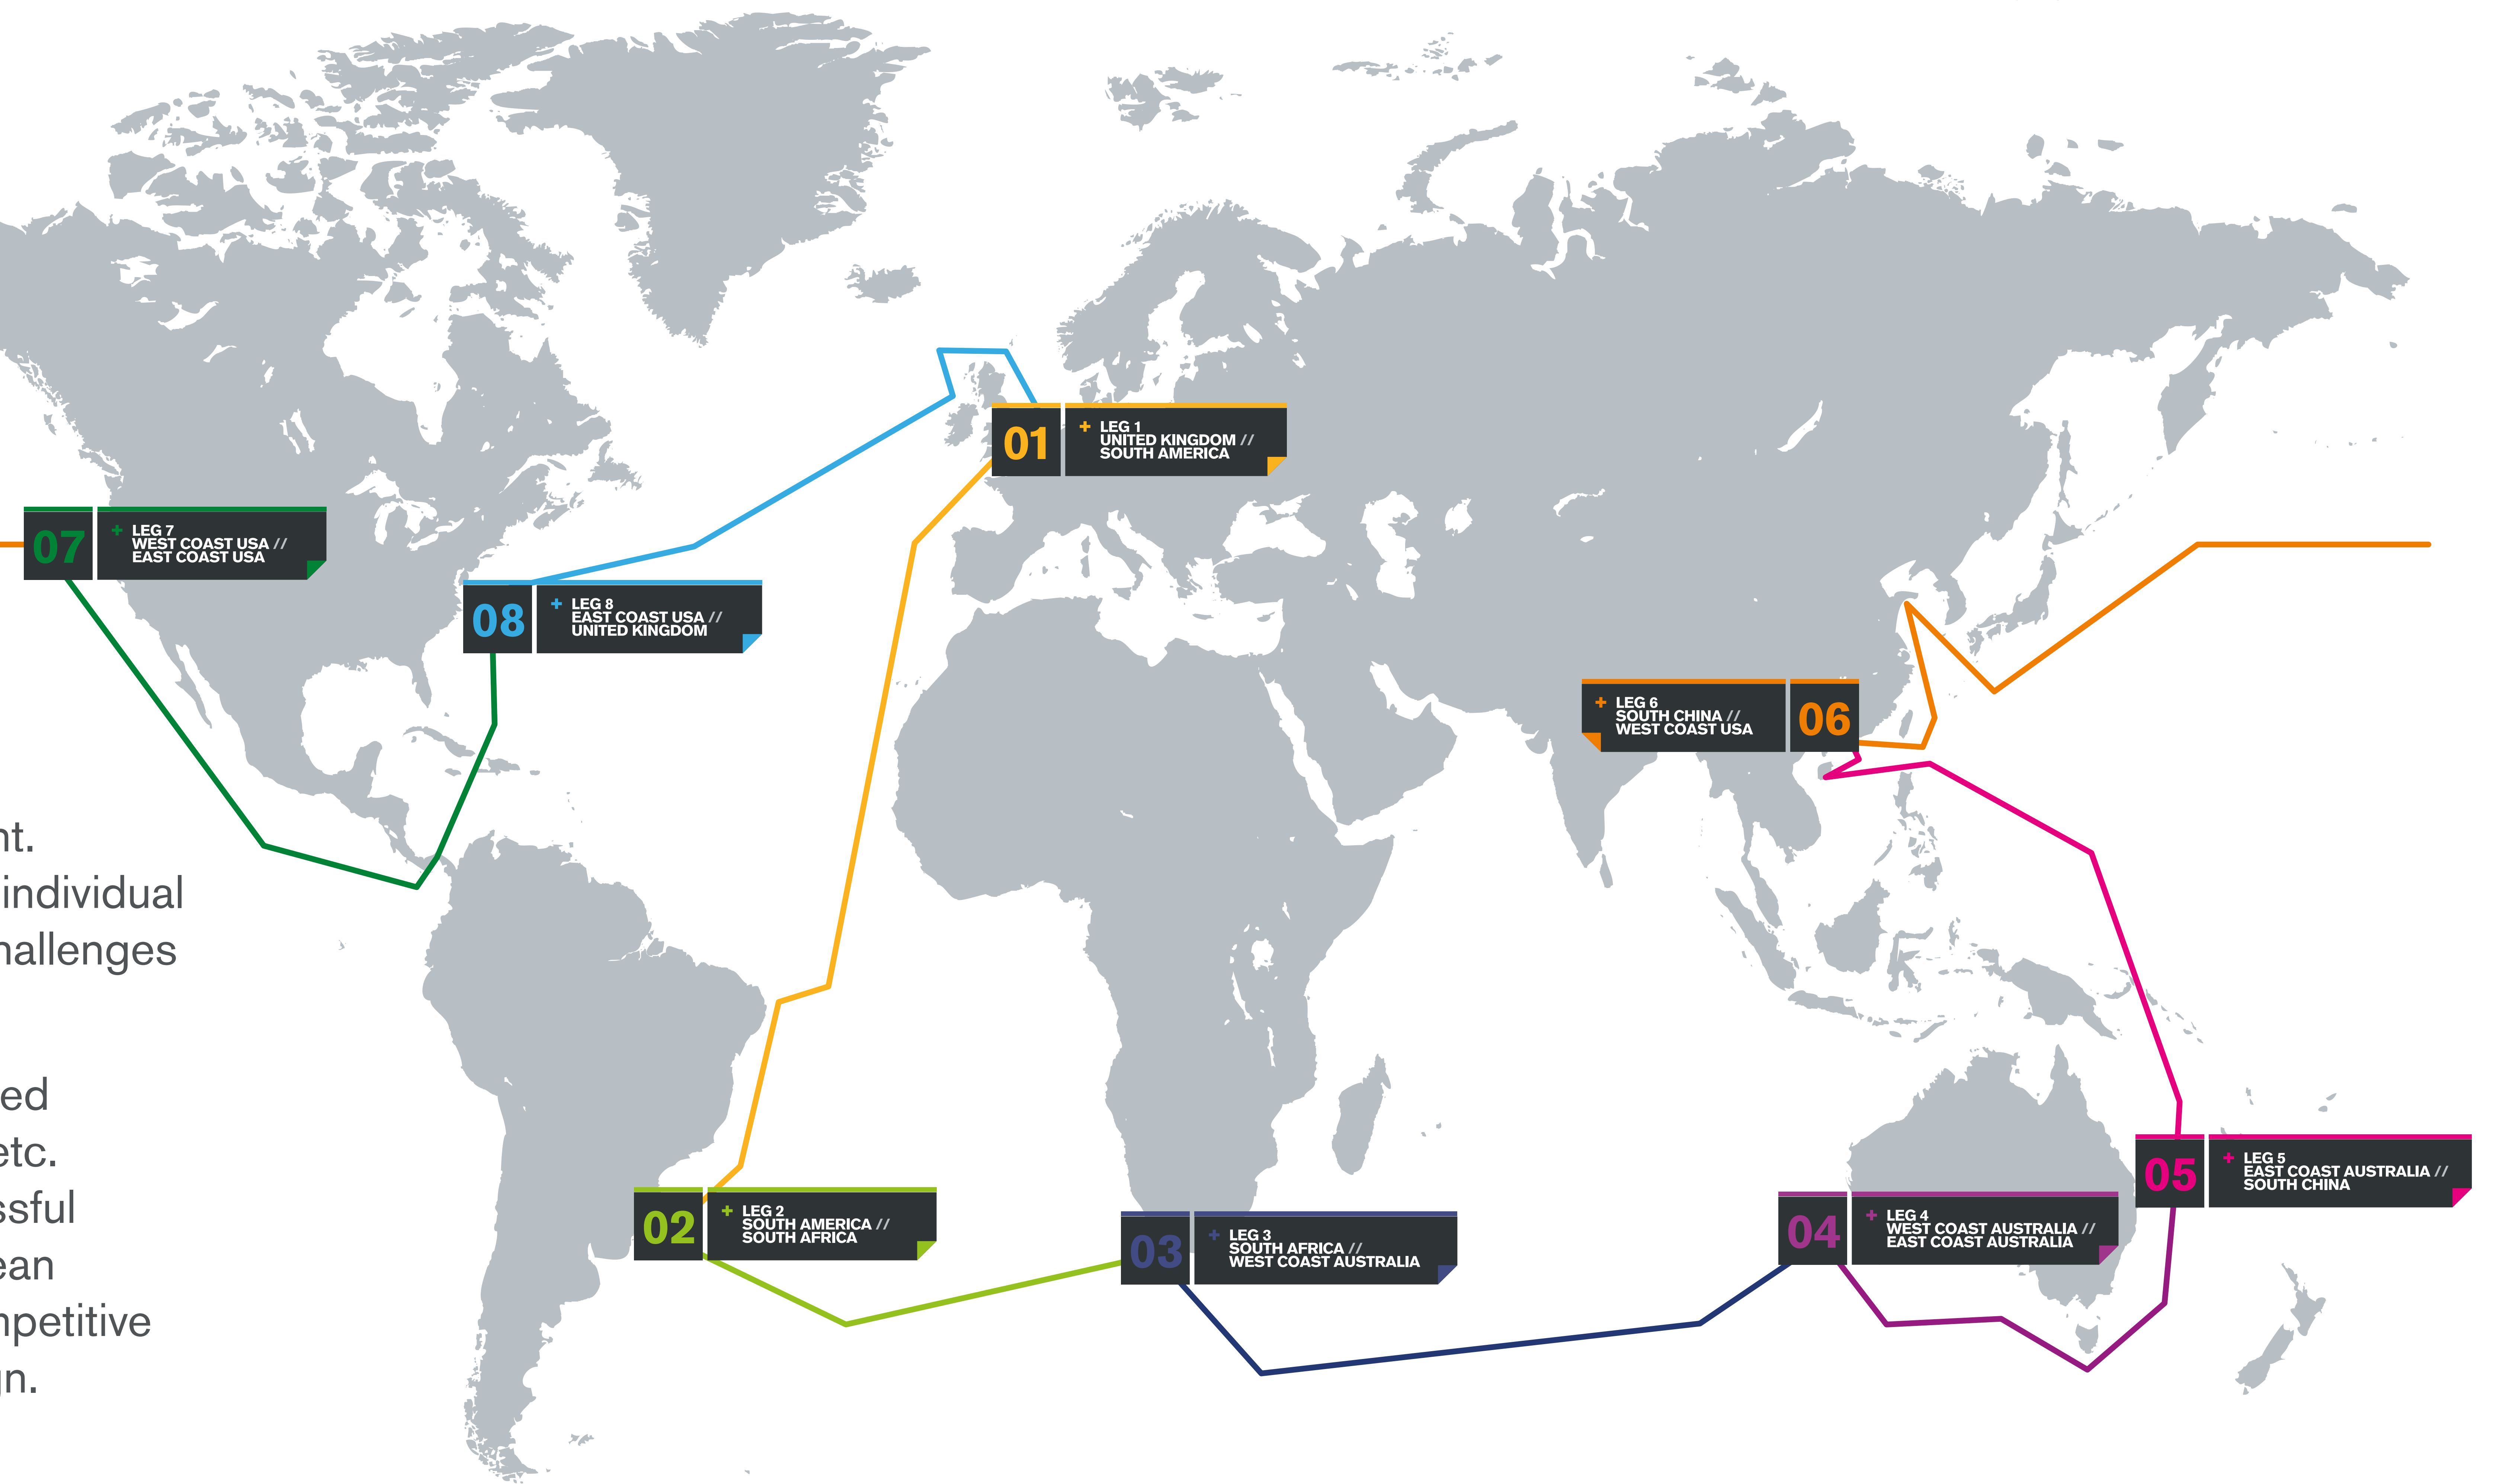 01
+ LEG 1
UNITED KINGDOM //
SOUTH AMERICA
07
+ LEG 7
WEST COAST USA //
EAST COAST USA
08
+ LEG 8
EAST COAST USA //
UNITED KINGDOM
+ LEG 6
SOUTH CHINA //
WEST COAST USA
06
nt.
individual
hallenges
ed
etc.
ssful
ean
mpetitive
gn.
05
+ LEG 5
EAST COAST AUSTRALIA //
SOUTH CHINA
02
+ LEG 2
SOUTH AMERICA //
SOUTH AFRICA
03
+ LEG 3
SOUTH AFRICA //
WEST COAST AUSTRALIA
04
+ LEG 4
WEST COAST AUSTRALIA //
EAST COAST AUSTRALIA